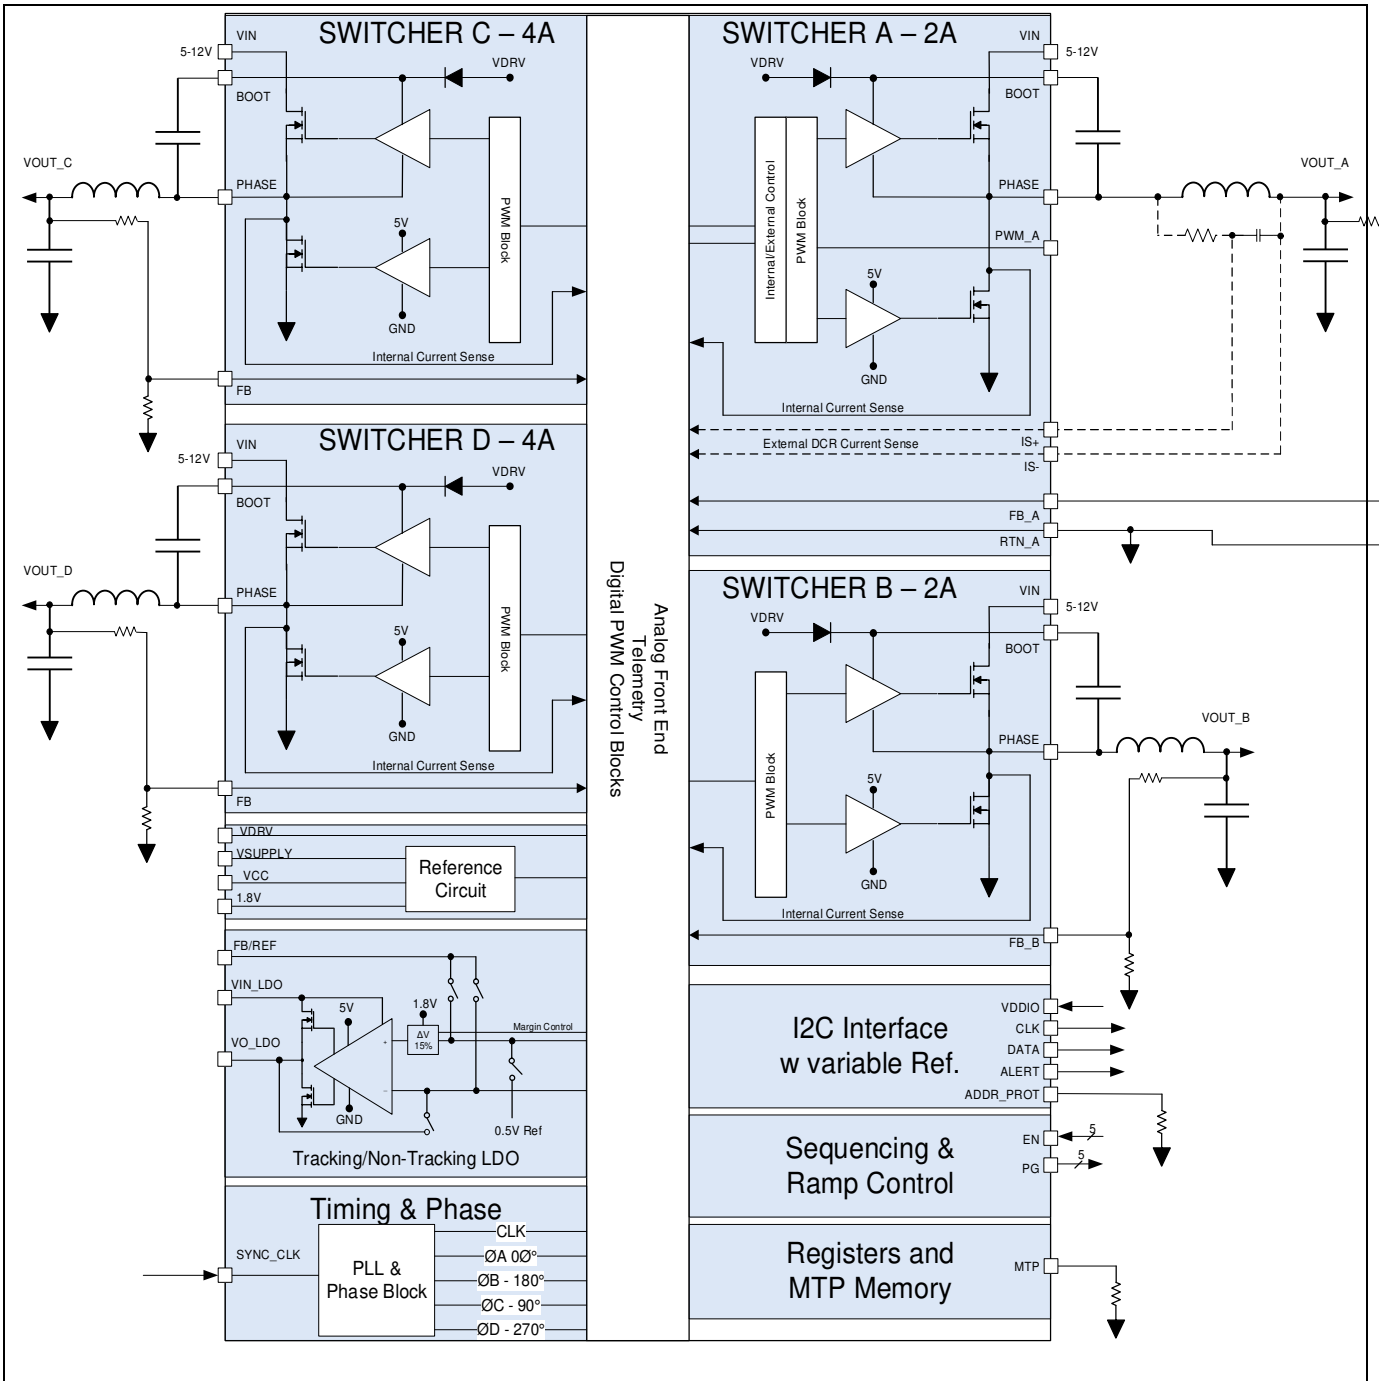 SWITCHER C – 4A
VIN
5-12V
VDRV
BOOT
VOUT_C
PHASE
PWM Block
5V
GND
Internal Current Sense
FB
SWITCHER D – 4A
VIN
5-12V
VDRV
BOOT
VOUT_D
PHASE
PWM Block
5V
GND
Internal Current Sense
FB
VDRV
VSUPPLY
VCC
1.8V
Reference
Circuit
FB/REF
VIN_LDO
5V
1.8V
Margin Control
ΔV
15%
+
−
VO_LDO
GND
0.5V Ref
Tracking/Non-Tracking LDO
Timing & Phase
SYNC_CLK
PLL &
Phase Block
CLK
ØA 0Ø°
ØB - 180°
ØC - 90°
ØD - 270°
Analog Front End
Telemetry
Digital PWM Control Blocks
SWITCHER A – 2A
VIN
5-12V
VDRV
BOOT
VOUT_A
PHASE
Internal/External Control
PWM Block
PWM_A
5V
GND
Internal Current Sense
External DCR Current Sense
IS+
IS-
FB_A
RTN_A
SWITCHER B – 2A
VIN
5-12V
VDRV
BOOT
VOUT_B
PHASE
PWM Block
5V
GND
Internal Current Sense
FB_B
I2C Interface
w variable Ref.
VDDIO
CLK
DATA
ALERT
ADDR_PROT
Sequencing &
Ramp Control
EN
5
PG
5
Registers and
MTP Memory
MTP